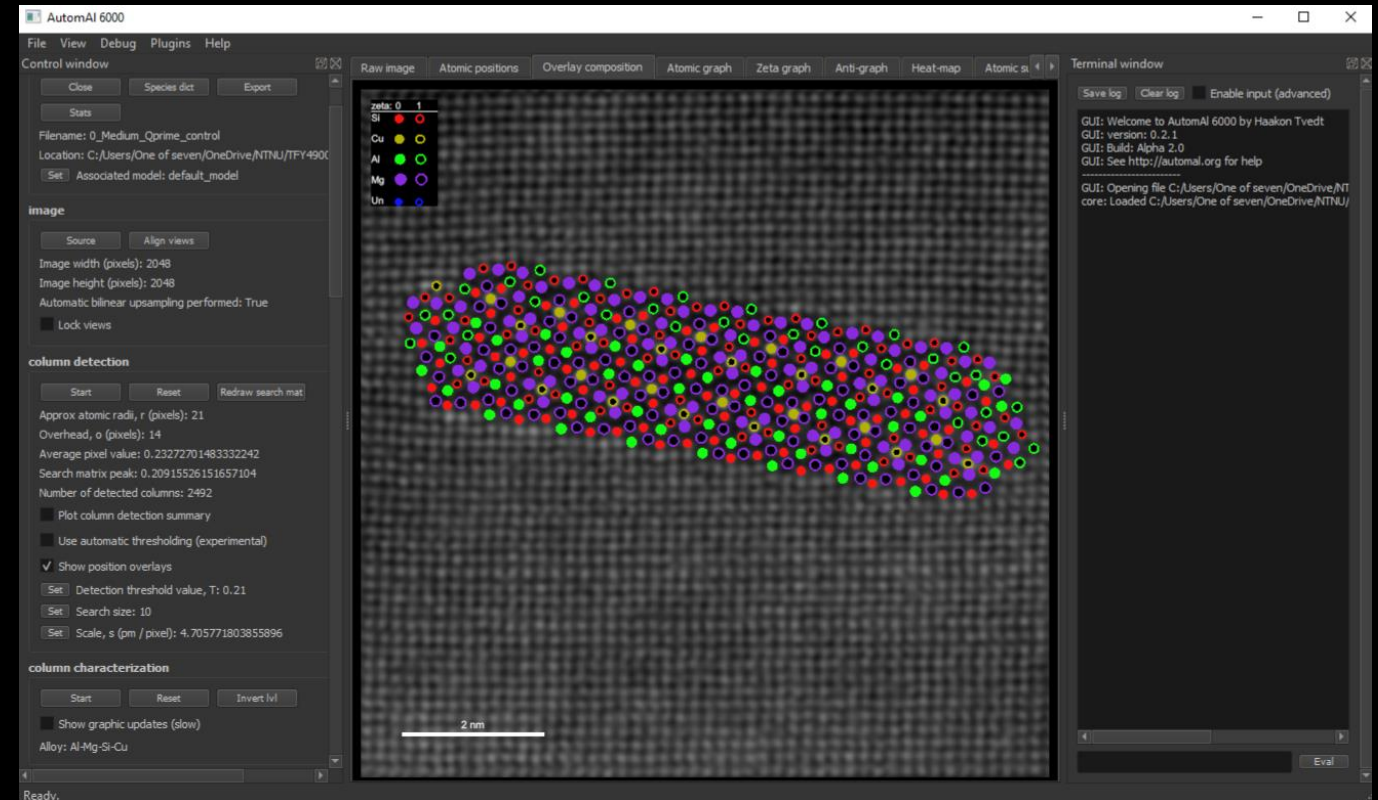 AutomAl 6000
File View Debug Plugins Help
Control window
Close Species dict Export
Stats
Filename: 0_Medium_Qprime_control
Location: C:/Users/One of seven/OneDrive/NTNU/TFY4900
Set Associated model: default_model
image
Source Align views
Image width (pixels): 2048
Image height (pixels): 2048
Automatic bilinear upsampling performed: True
Lock views
column detection
Start Reset Redraw search mat
Approx atomic radii, r (pixels): 21
Overhead, o (pixels): 14
Average pixel value: 0.23272701483332242
Search matrix peak: 0.20915526151657104
Number of detected columns: 2492
Plot column detection summary
Use automatic thresholding (experimental)
Show position overlays
Set Detection threshold value, T: 0.21
Set Search size: 10
Set Scale, s (pm / pixel): 4.705771803855896
column characterization
Start Reset Invert lvl
Show graphic updates (slow)
Alloy: Al-Mg-Si-Cu
Ready.
Raw image Atomic positions Overlay composition Atomic graph Zeta graph Anti-graph Heat-map Atomic su
zeta: 0 1
Si
Cu
Al
Mg
Un
2 nm
Terminal window
Save log Clear log Enable input (advanced)
GUI: Welcome to AutomAl 6000 by Haakon Tvedt
GUI: version: 0.2.1
GUI: Build: Alpha 2.0
GUI: See http://automal.org for help
------------------------
GUI: Opening file C:/Users/One of seven/OneDrive/NT
core: Loaded C:/Users/One of seven/OneDrive/NTNU/
Eval